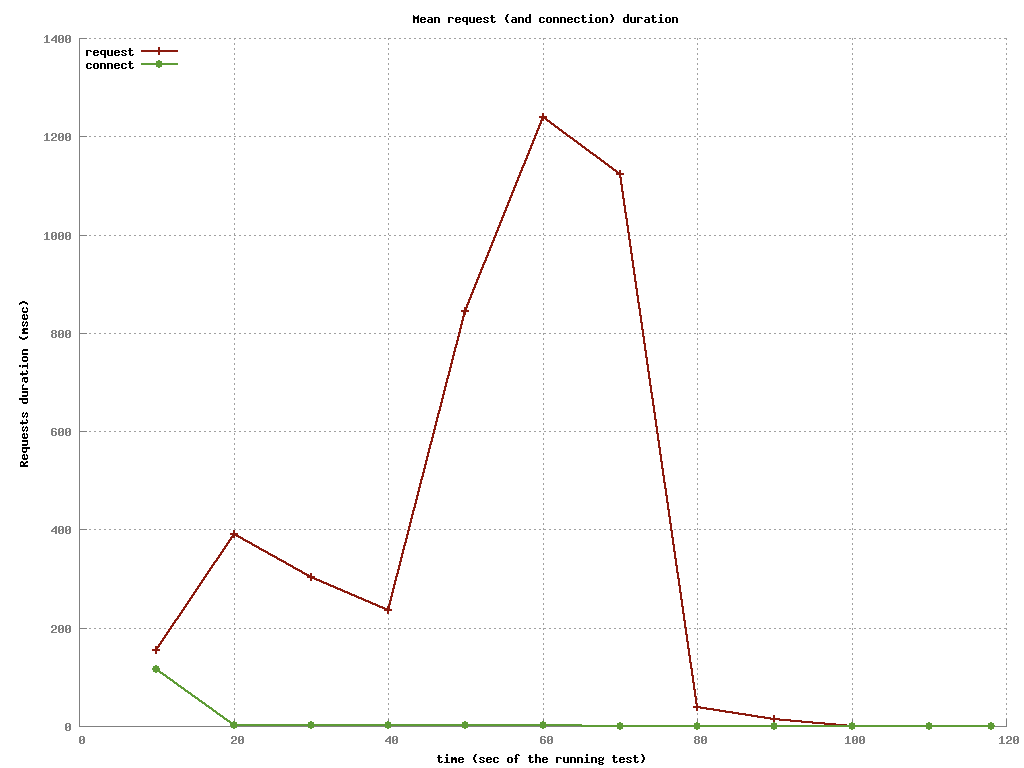 Mean request (and connection) duration
request
connect
1400
1200
1000
800
600
400
200
0
Requests duration (msec)
0 20 40 60 80 100 120
time (sec of the running test)